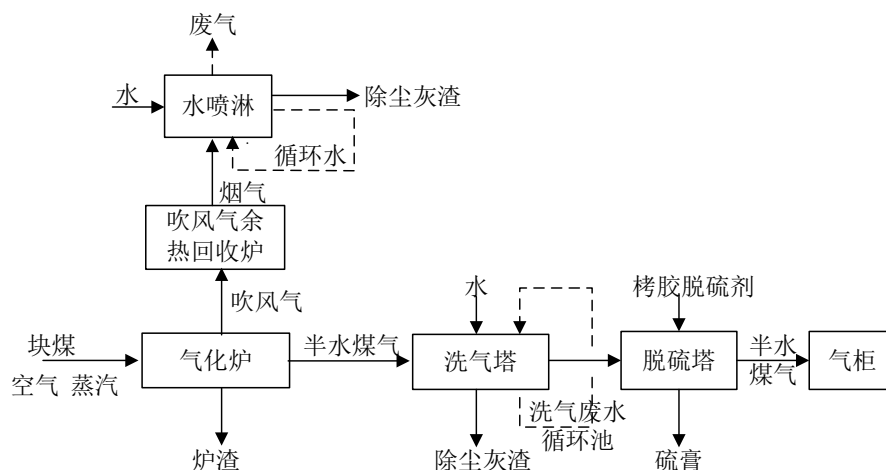 废气
水
水喷淋
除尘灰渣
循环水
烟气
吹风气余
热回收炉
吹风气
水
栲胶脱硫剂
块煤
空气 蒸汽
气化炉
半水煤气
洗气塔
脱硫塔
半水
煤气
气柜
洗气废水
循环池
炉渣
除尘灰渣
硫膏